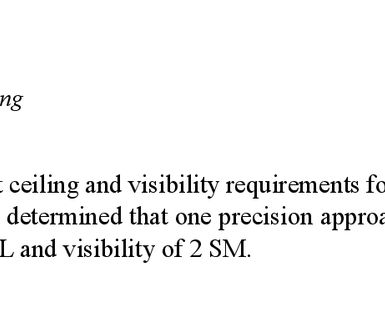 ng
t ceiling and visibility requirements fo
determined that one precision approa
L and visibility of 2 SM.